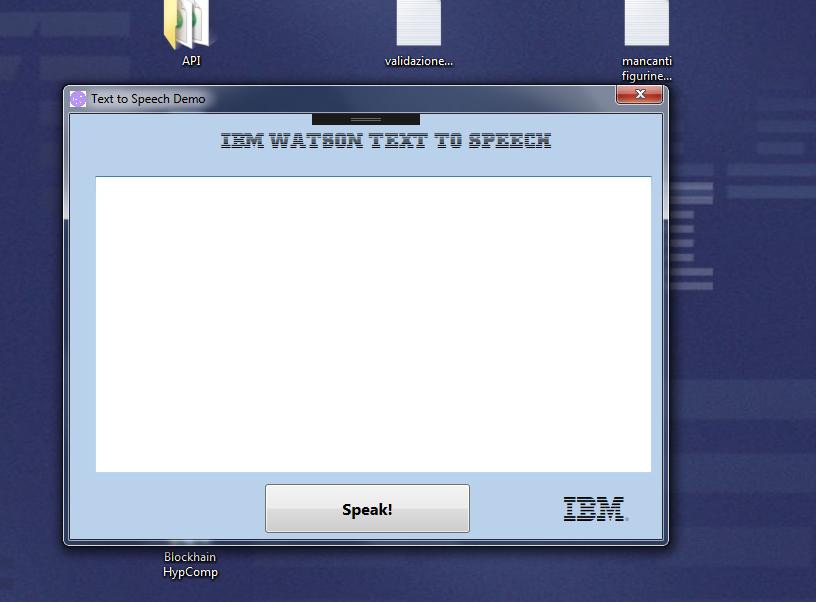 API
validazione...
mancanti
figurine...
Text to Speech Demo
IBM WATSON TEXT TO SPEECH
Speak!
IBM
Blockhain
HypComp